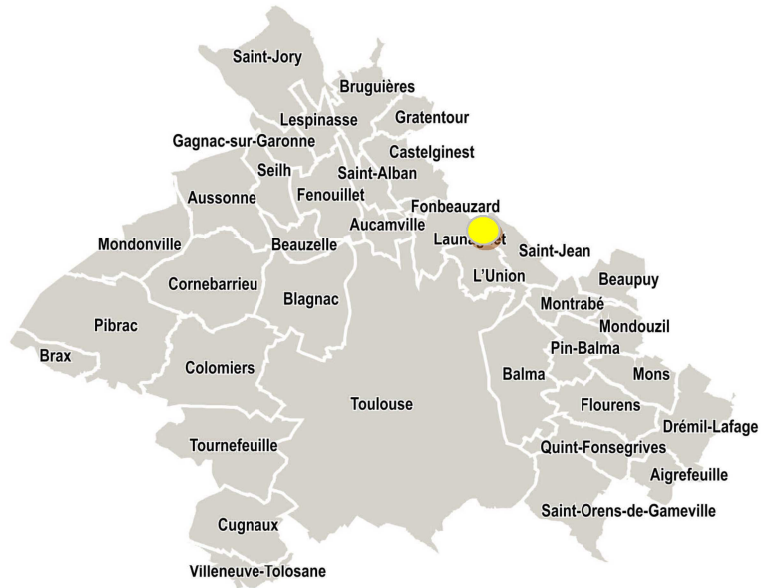 Saint-Jory
Bruguières
Lespinasse
Gratentour
Gagnac-sur-Garonne
Castelginest
Seilh
Saint-Alban
Aussonne
Fenouillet
Fonbeauzard
Aucamville
Mondonville
Beauzelle
Saint-Jean
L'Union
Cornebarrieu
Beaupuy
Blagnac
Montrabé
Pibrac
Mondouzil
Pin-Balma
Brax
Colomiers
Balma
Mons
Toulouse
Flourens
Drémil-Lafage
Tournefeuille
Quint-Fonsegrives
Aigrefeuille
Saint-Orens-de-Gameville
Cugnaux
Villeneuve-Tolosane